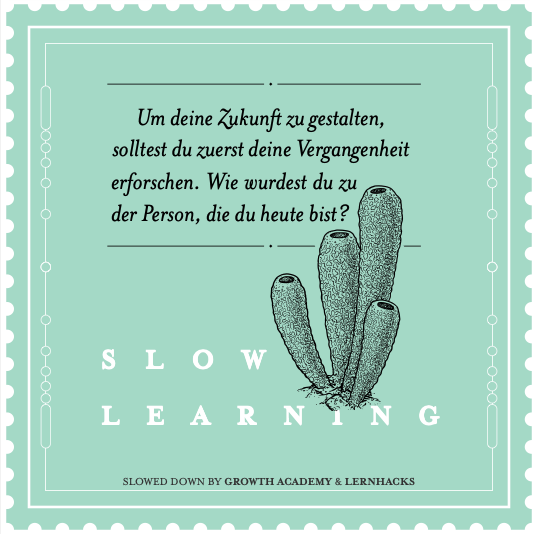 Um deine Zukunft zu gestalten,
solltest du zuerst deine Vergangenheit
erforschen. Wie wurdest du zu
der Person, die du heute bist?
SLOW
LEARNING
SLOWED DOWN BY GROWTH ACADEMY & LERNHACKS